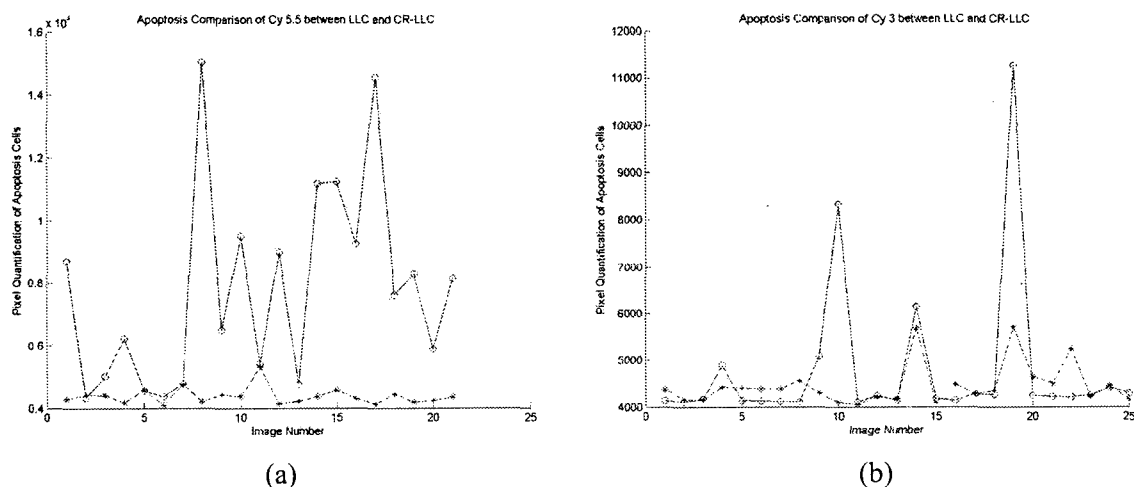 Apoptosis Comparison of Cy 5.5 between LLC and CR-LLC
x 10^4
1.6
1.4
1.2
1
0.8
0.6
0.4
Pixel Quantification of Apoptosis Cells
0 5 10 15 20 25
Image Number
(a)
Apoptosis Comparison of Cy 3 between LLC and CR-LLC
12000
11000
10000
9000
8000
7000
6000
5000
4000
Pixel Quantification of Apoptosis Cells
0 5 10 15 20 25
Image Number
(b)